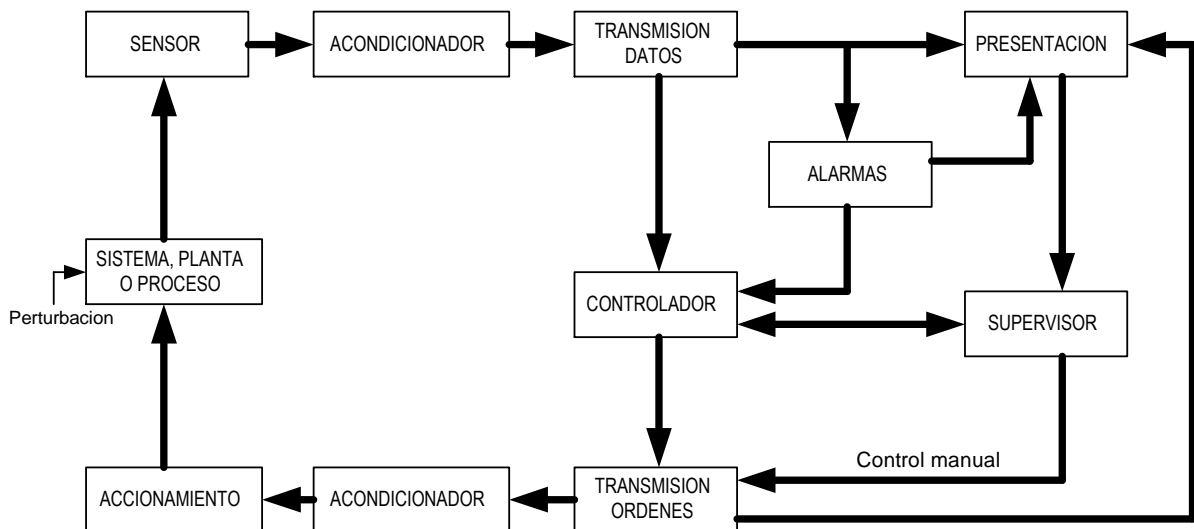 SENSOR
ACONDICIONADOR
TRANSMISION
DATOS
PRESENTACION
ALARMAS
SISTEMA, PLANTA
O PROCESO
Perturbacion
CONTROLADOR
SUPERVISOR
Control manual
ACCIONAMIENTO
ACONDICIONADOR
TRANSMISION
ORDENES